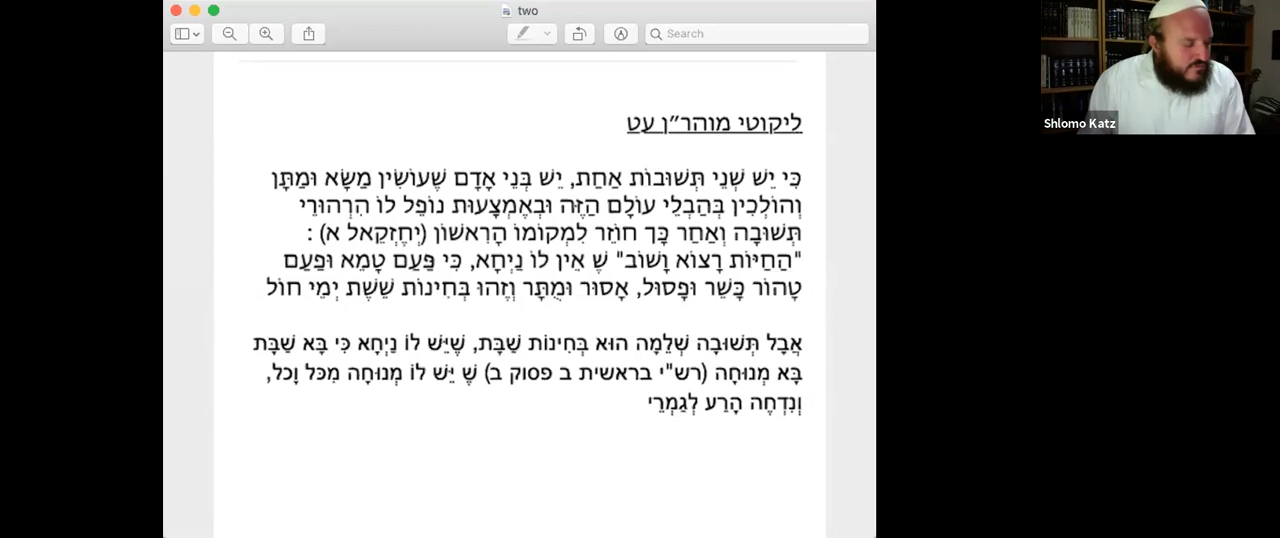 two
Search
Shlomo Katz
ליקוטי מוהר״ן עט
כִּי יֵשׁ שְׁנֵי תְּשׁוּבוֹת אַחַת, יֵשׁ בְּנֵי אָדָם שֶׁעוֹשִׂין מַשָּׂא וּמַתָּן
וְהוֹלְכִין בְּהַבְלֵי עוֹלָם הַזֶּה וּבְאֶמְצָעוּת נוֹפֵל לוֹ הִרְהוּרֵי
תְּשׁוּבָה וְאַחַר כָּךְ חוֹזֵר לִמְקוֹמוֹ הָרִאשׁוֹן (יְחֶזְקֵאל א) :
"הַחַיּוֹת רָצוֹא וָשׁוֹב" שֶׁ אֵין לוֹ נַיְחָא, כִּי פַּעַם טָמֵא וּפַעַם
טָהוֹר כָּשֵׁר וּפָסוּל, אָסוּר וּמֻתָּר וְזֶהוּ בְּחִינוֹת שֵׁשֶׁת יְמֵי חוֹל
אֲבָל תְּשׁוּבָה שְׁלֵמָה הוּא בְּחִינוֹת שַׁבָּת, שֶׁיֵּשׁ לוֹ נַיְחָא כִּי בָּא שַׁבָּת
בָּא מְנוּחָה (רש"י בראשית ב פסוק ב) שֶׁ יֵּשׁ לוֹ מְנוּחָה מִכֹּל וָכֹל,
וְנִדְחֶה הָרַע לְגַמְרֵי